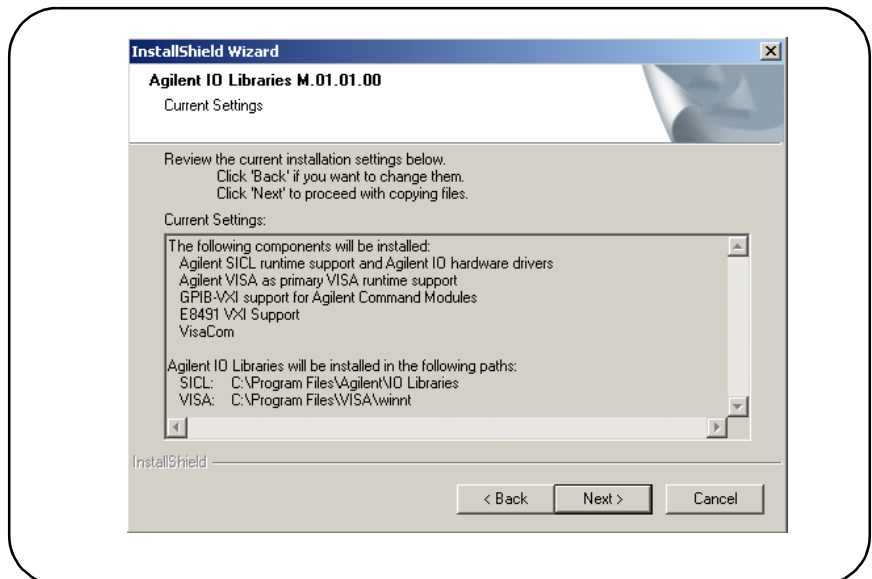 InstallShield Wizard
Agilent IO Libraries M.01.01.00
Current Settings
Review the current installation settings below.
Click 'Back' if you want to change them.
Click 'Next' to proceed with copying files.
Current Settings:
The following components will be installed:
Agilent SICL runtime support and Agilent IO hardware drivers
Agilent VISA as primary VISA runtime support
GPIB-VXI support for Agilent Command Modules
E8491 VXI Support
VisaCom
Agilent IO Libraries will be installed in the following paths:
SICL: C:\Program Files\Agilent\IO Libraries
VISA: C:\Program Files\VISA\winnt
InstallShield
< Back Next > Cancel